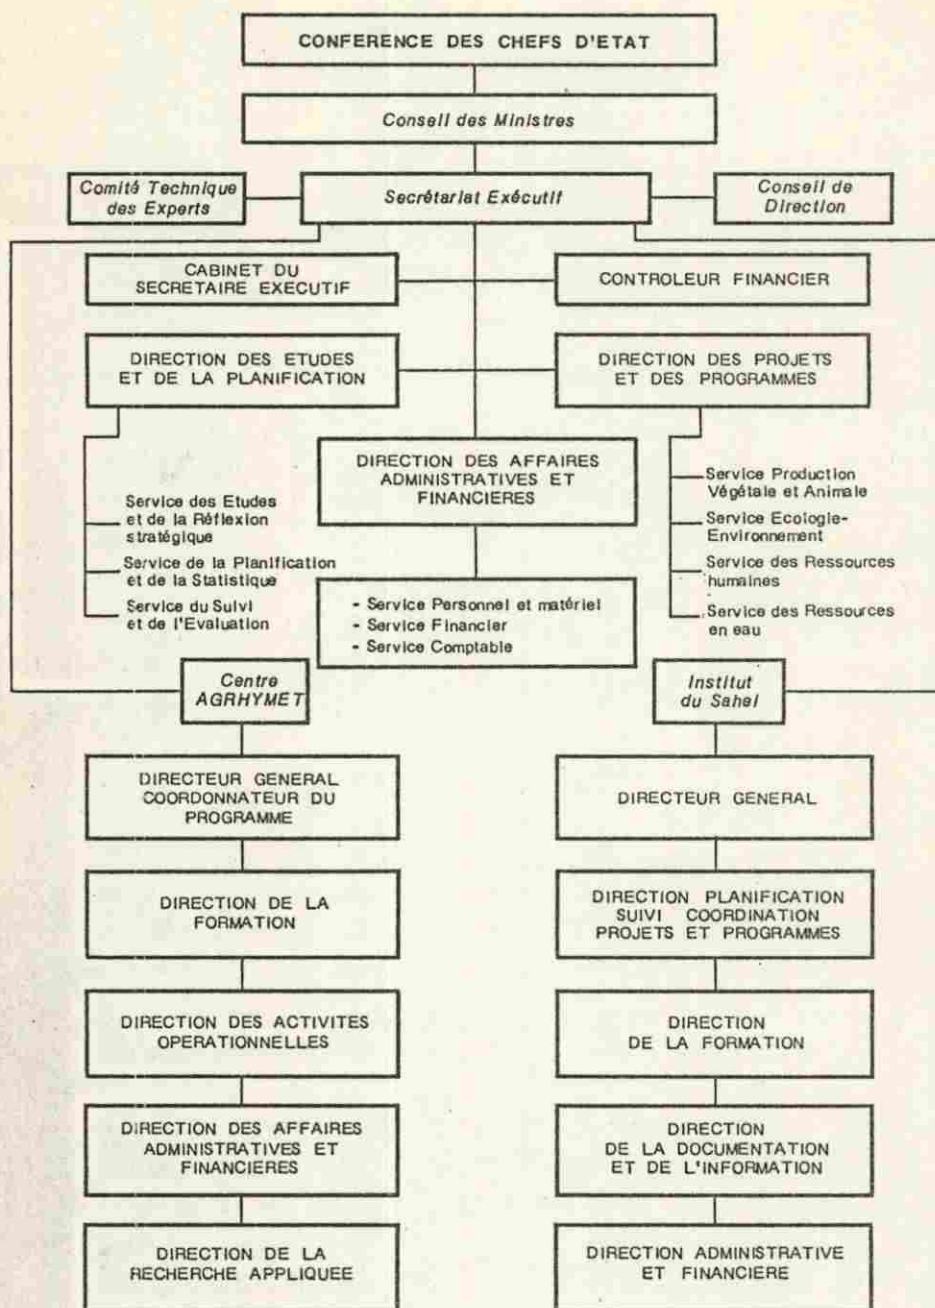 CONFERENCE DES CHEFS D'ETAT
Conseil des Ministres
Comité Technique
des Experts
Secrétariat Exécutif
Conseil de
Direction
CABINET DU
SECRETAIRE EXECUTIF
CONTROLEUR FINANCIER
DIRECTION DES ETUDES
ET DE LA PLANIFICATION
DIRECTION DES PROJETS
ET DES PROGRAMMES
DIRECTION DES AFFAIRES
ADMINISTRATIVES ET
FINANCIERES
Service des Etudes
et de la Réflexion
stratégique
Service de la Planification
et de la Statistique
Service du Suivi
et de l'Evaluation
- Service Personnel et matériel
- Service Financier
- Service Comptable
Service Production
Végétale et Animale
Service Ecologie-
Environnement
Service des Ressources
humaines
Service des Ressources
en eau
Centre
AGRHYMET
Institut
du Sahel
DIRECTEUR GENERAL
COORDONNATEUR DU
PROGRAMME
DIRECTEUR GENERAL
DIRECTION DE LA
FORMATION
DIRECTION PLANIFICATION
SUIVI COORDINATION
PROJETS ET PROGRAMMES
DIRECTION DES ACTIVITES
OPERATIONNELLES
DIRECTION
DE LA FORMATION
DIRECTION DES AFFAIRES
ADMINISTRATIVES ET
FINANCIERES
DIRECTION
DE LA DOCUMENTATION
ET DE L'INFORMATION
DIRECTION DE LA
RECHERCHE APPLIQUEE
DIRECTION ADMINISTRATIVE
ET FINANCIERE